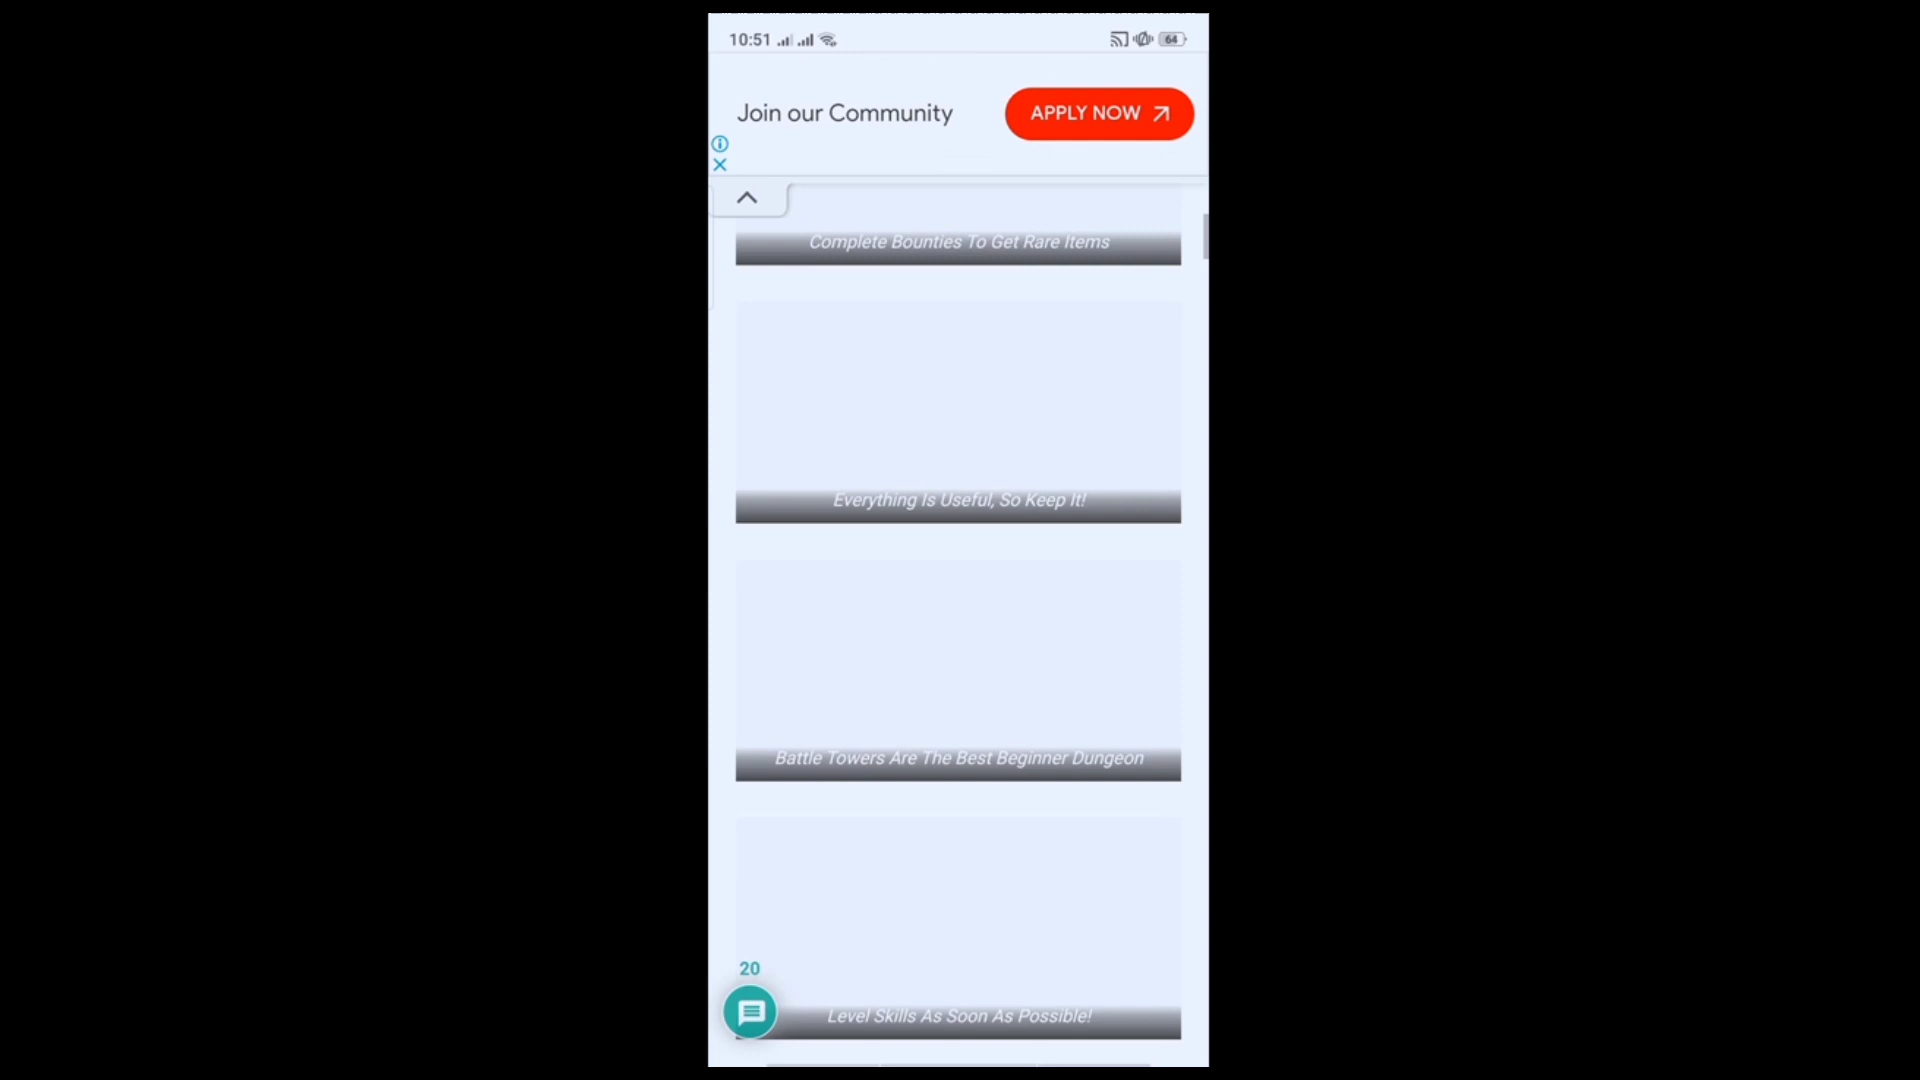 10:51
64
Join our Community
APPLY NOW
Complete Bounties To Get Rare Items
Everything Is Useful, So Keep It!
Battle Towers Are The Best Beginner Dungeon
20
Level Skills As Soon As Possible!